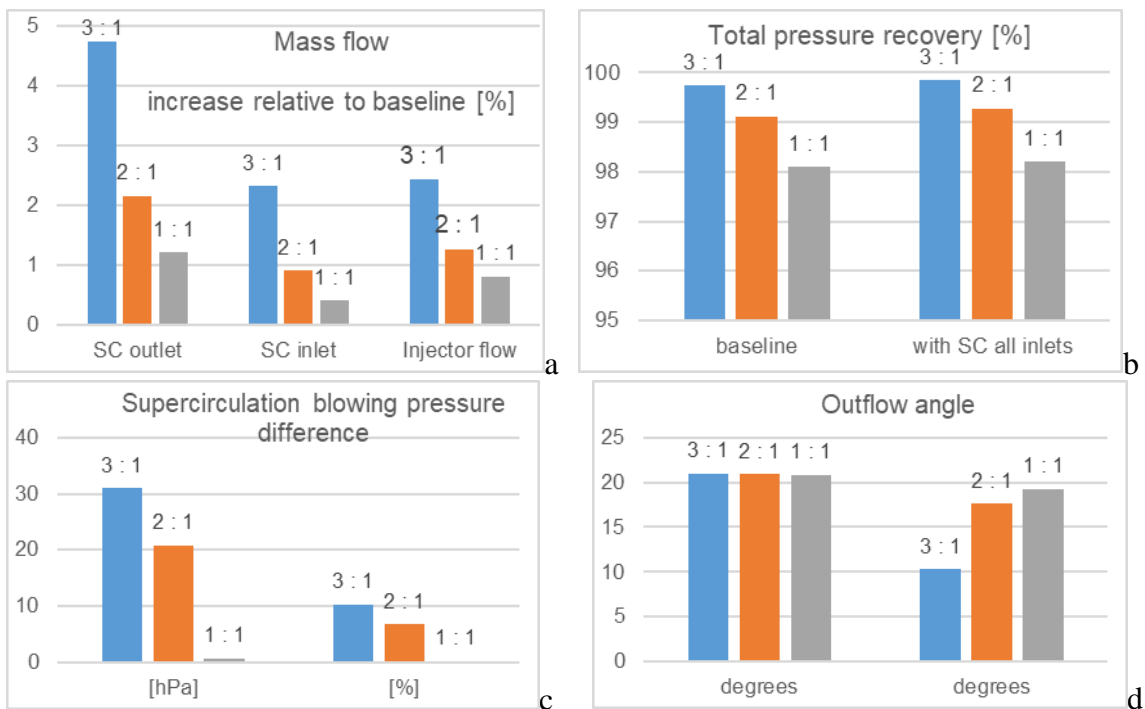 Mass flow
increase relative to baseline [%]
5
4
3
2
1
0
3 : 1
2 : 1
1 : 1
3 : 1
2 : 1
1 : 1
3 : 1
2 : 1
1 : 1
SC outlet
SC inlet
Injector flow
a
Total pressure recovery [%]
100
99
98
97
96
95
3 : 1
2 : 1
1 : 1
3 : 1
2 : 1
1 : 1
baseline
with SC all inlets
b
Supercirculation blowing pressure
difference
40
30
20
10
0
3 : 1
2 : 1
1 : 1
3 : 1
2 : 1
1 : 1
[hPa]
[%]
c
Outflow angle
25
20
15
10
5
0
3 : 1
2 : 1
1 : 1
3 : 1
2 : 1
1 : 1
degrees
degrees
d